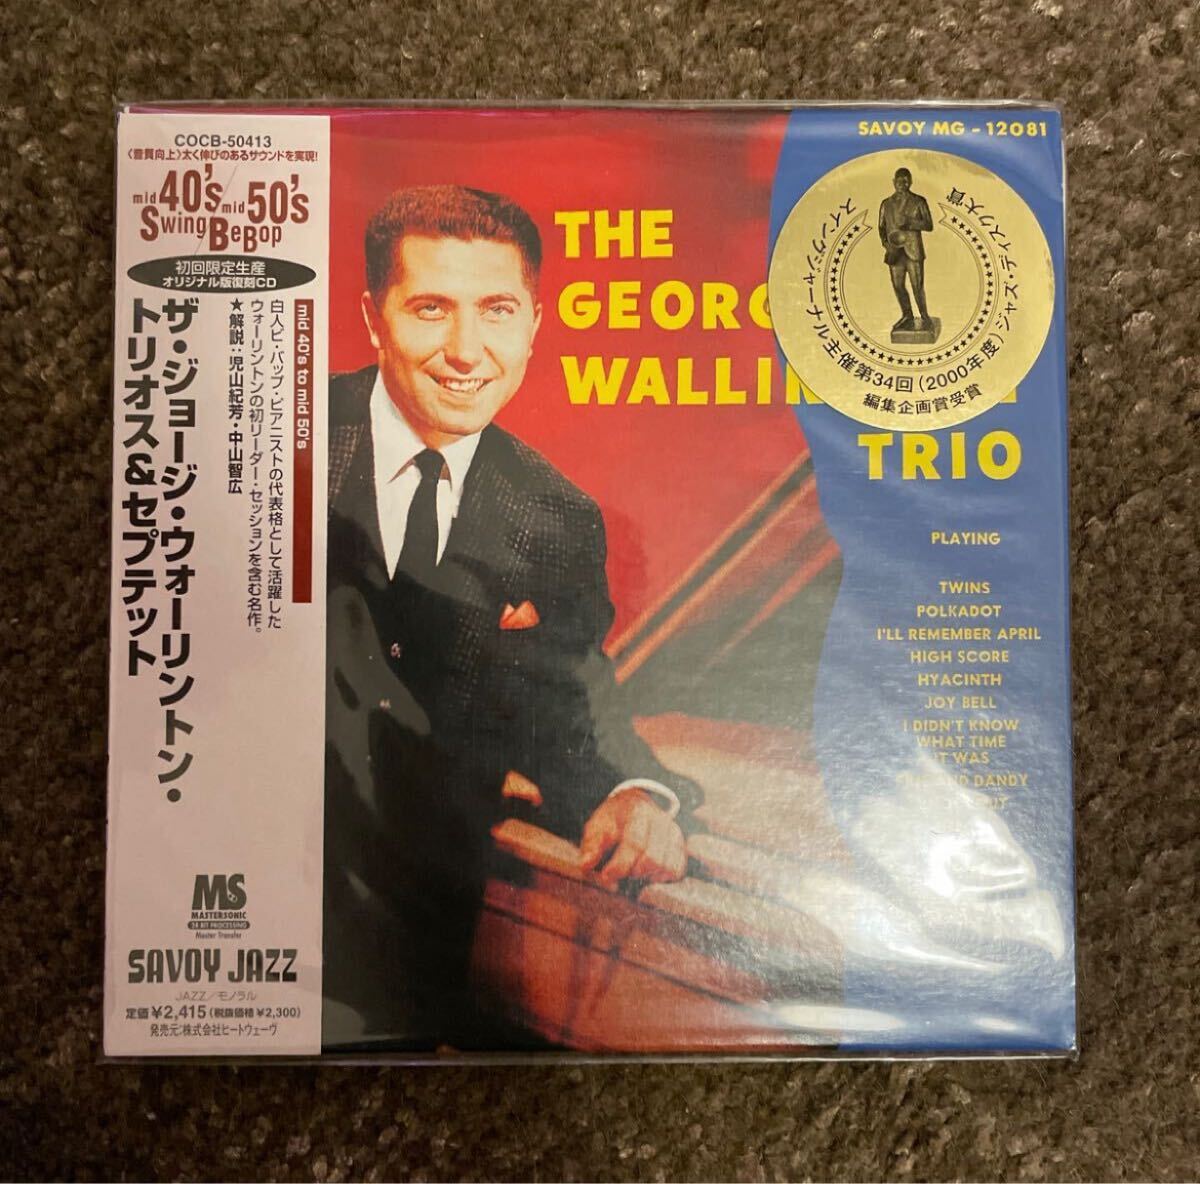 COCB-50413
〈音質向上〉太く伸びのあるサウンドを実現!
mid 40's / mid 50's
Swing / BeBop
初回限定生産
オリジナル版復刻CD
mid 40's to mid 50's
白人ビ・バップ・ピアニストの代表格として活躍した
ウォーリントンの初リーダー・セッションを含む名作。
★解説：児山紀芳・中山智広
ザ・ジョージ・ウォーリントン・
トリオス&セプテット
MS
MASTERSONIC
24 BIT PROCESSING
Master Transfer
SAVOY JAZZ
JAZZ／モノラル
定価￥2,415(税抜価格￥2,300)
発売元:株式会社ヒートウェーヴ
SAVOY MG - 12081
スイングジャーナル主催第34回(2000年度)ジャズ・ディスク大賞
編集企画賞受賞
THE
GEORG
WALLIN
TRIO
PLAYING
TWINS
POLKADOT
I'LL REMEMBER APRIL
HIGH SCORE
HYACINTH
JOY BELL
I DIDN'T KNOW
WHAT TIME
IT WAS
DANDY